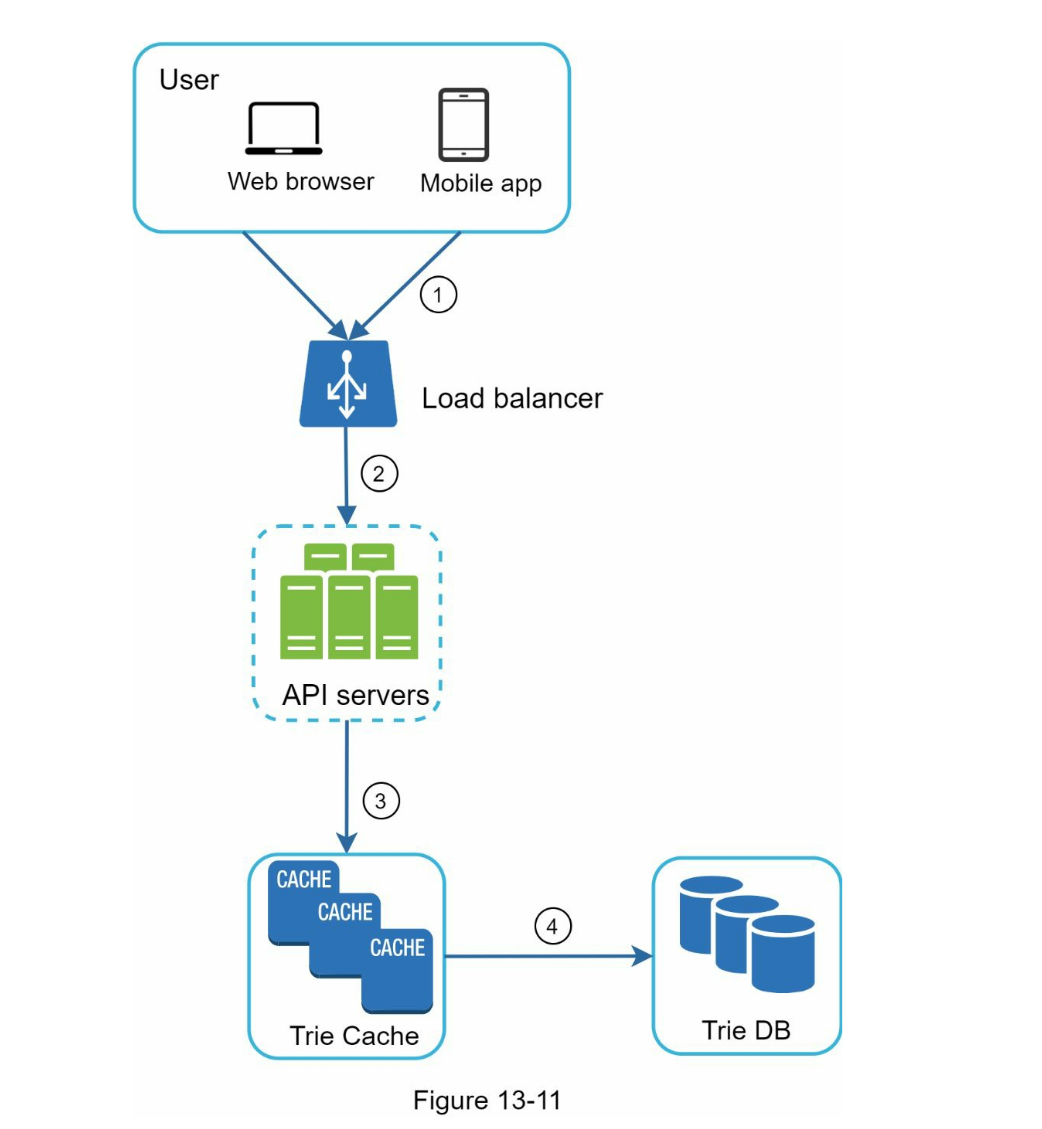 User
Web browser
Mobile app
1
Load balancer
2
API servers
3
CACHE
CACHE
CACHE
4
Trie Cache
Trie DB
Figure 13-11